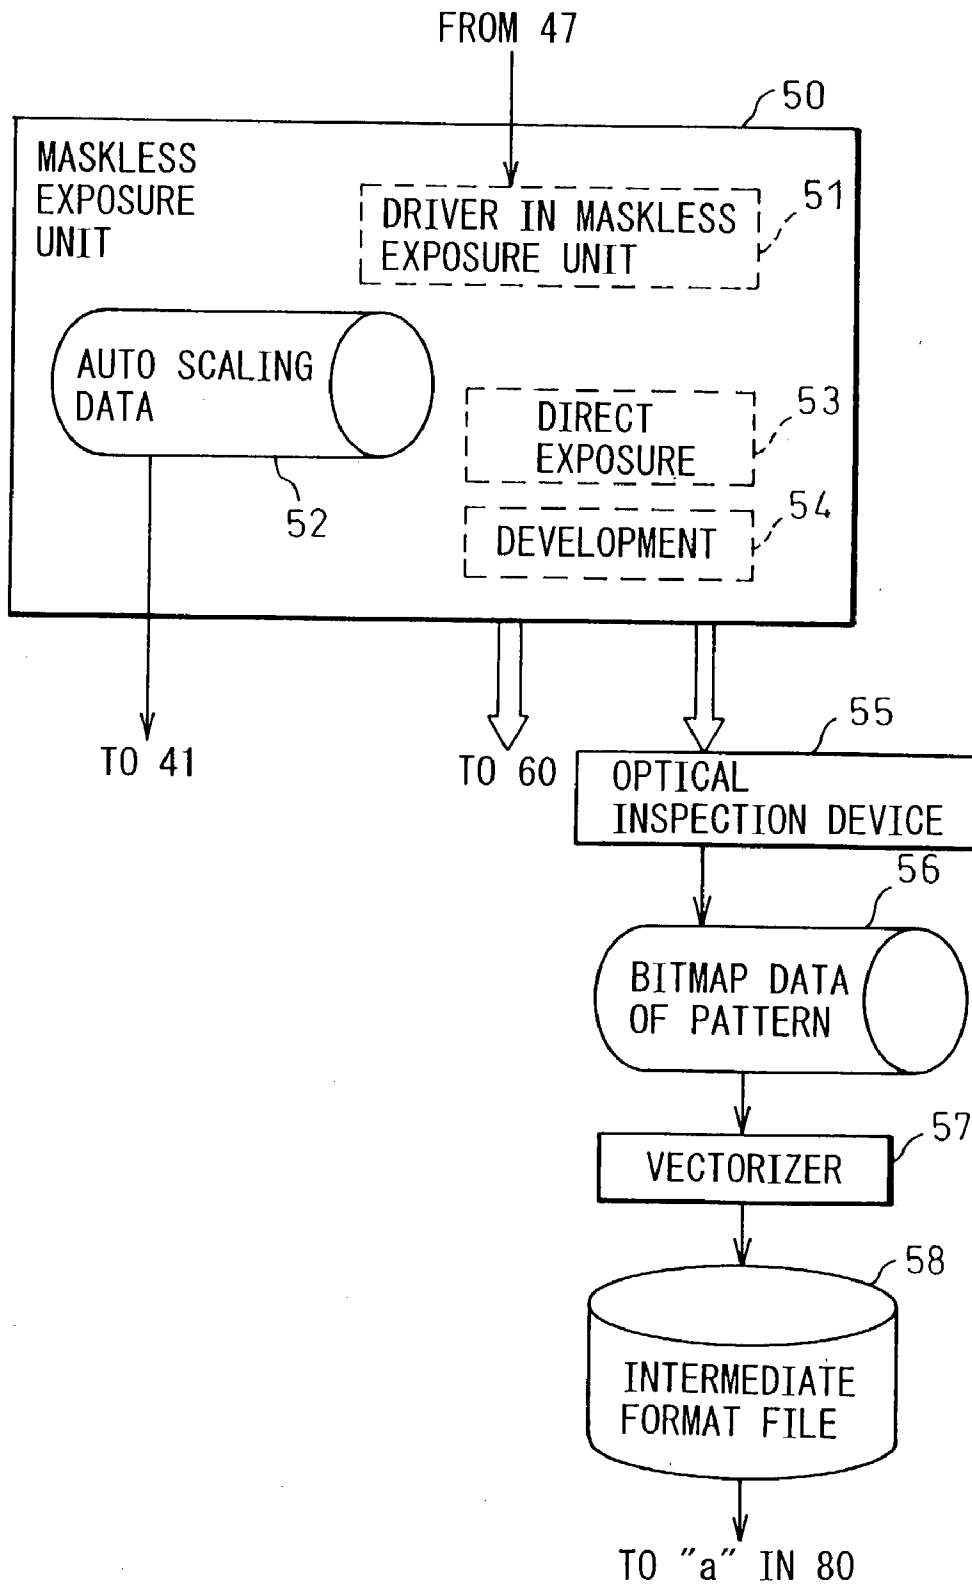 FROM 47
50
MASKLESS
EXPOSURE
UNIT
DRIVER IN MASKLESS
EXPOSURE UNIT
51
AUTO SCALING
DATA
52
DIRECT
EXPOSURE
53
DEVELOPMENT
54
TO 41
TO 60
55
OPTICAL
INSPECTION DEVICE
56
BITMAP DATA
OF PATTERN
57
VECTORIZER
58
INTERMEDIATE
FORMAT FILE
TO "a" IN 80